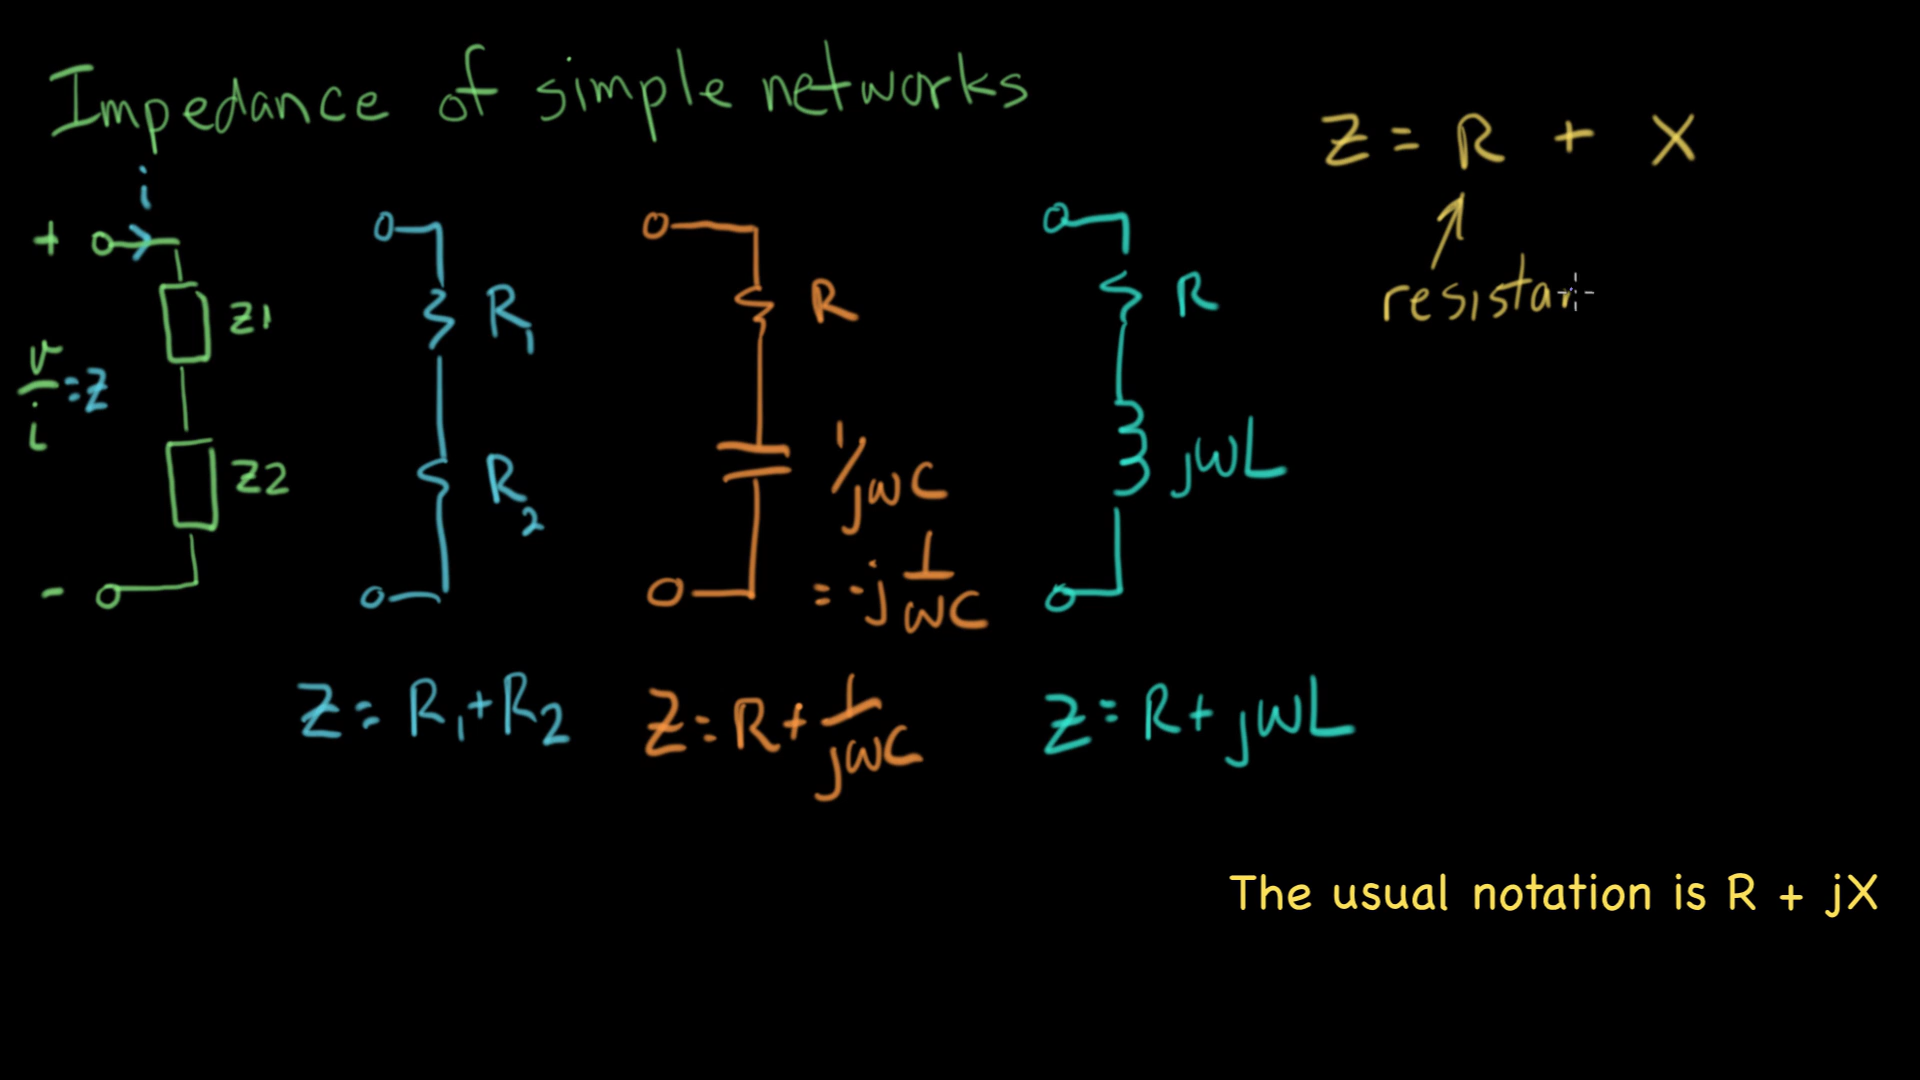 Impedance of simple networks
Z = R + X
resistan
i
+
Z1
v/i = Z
Z2
-
R1
R2
Z = R1 + R2
R
1/jωC
= -j 1/ωC
Z = R + 1/jωC
R
jωL
Z = R + jωL
The usual notation is R + jX